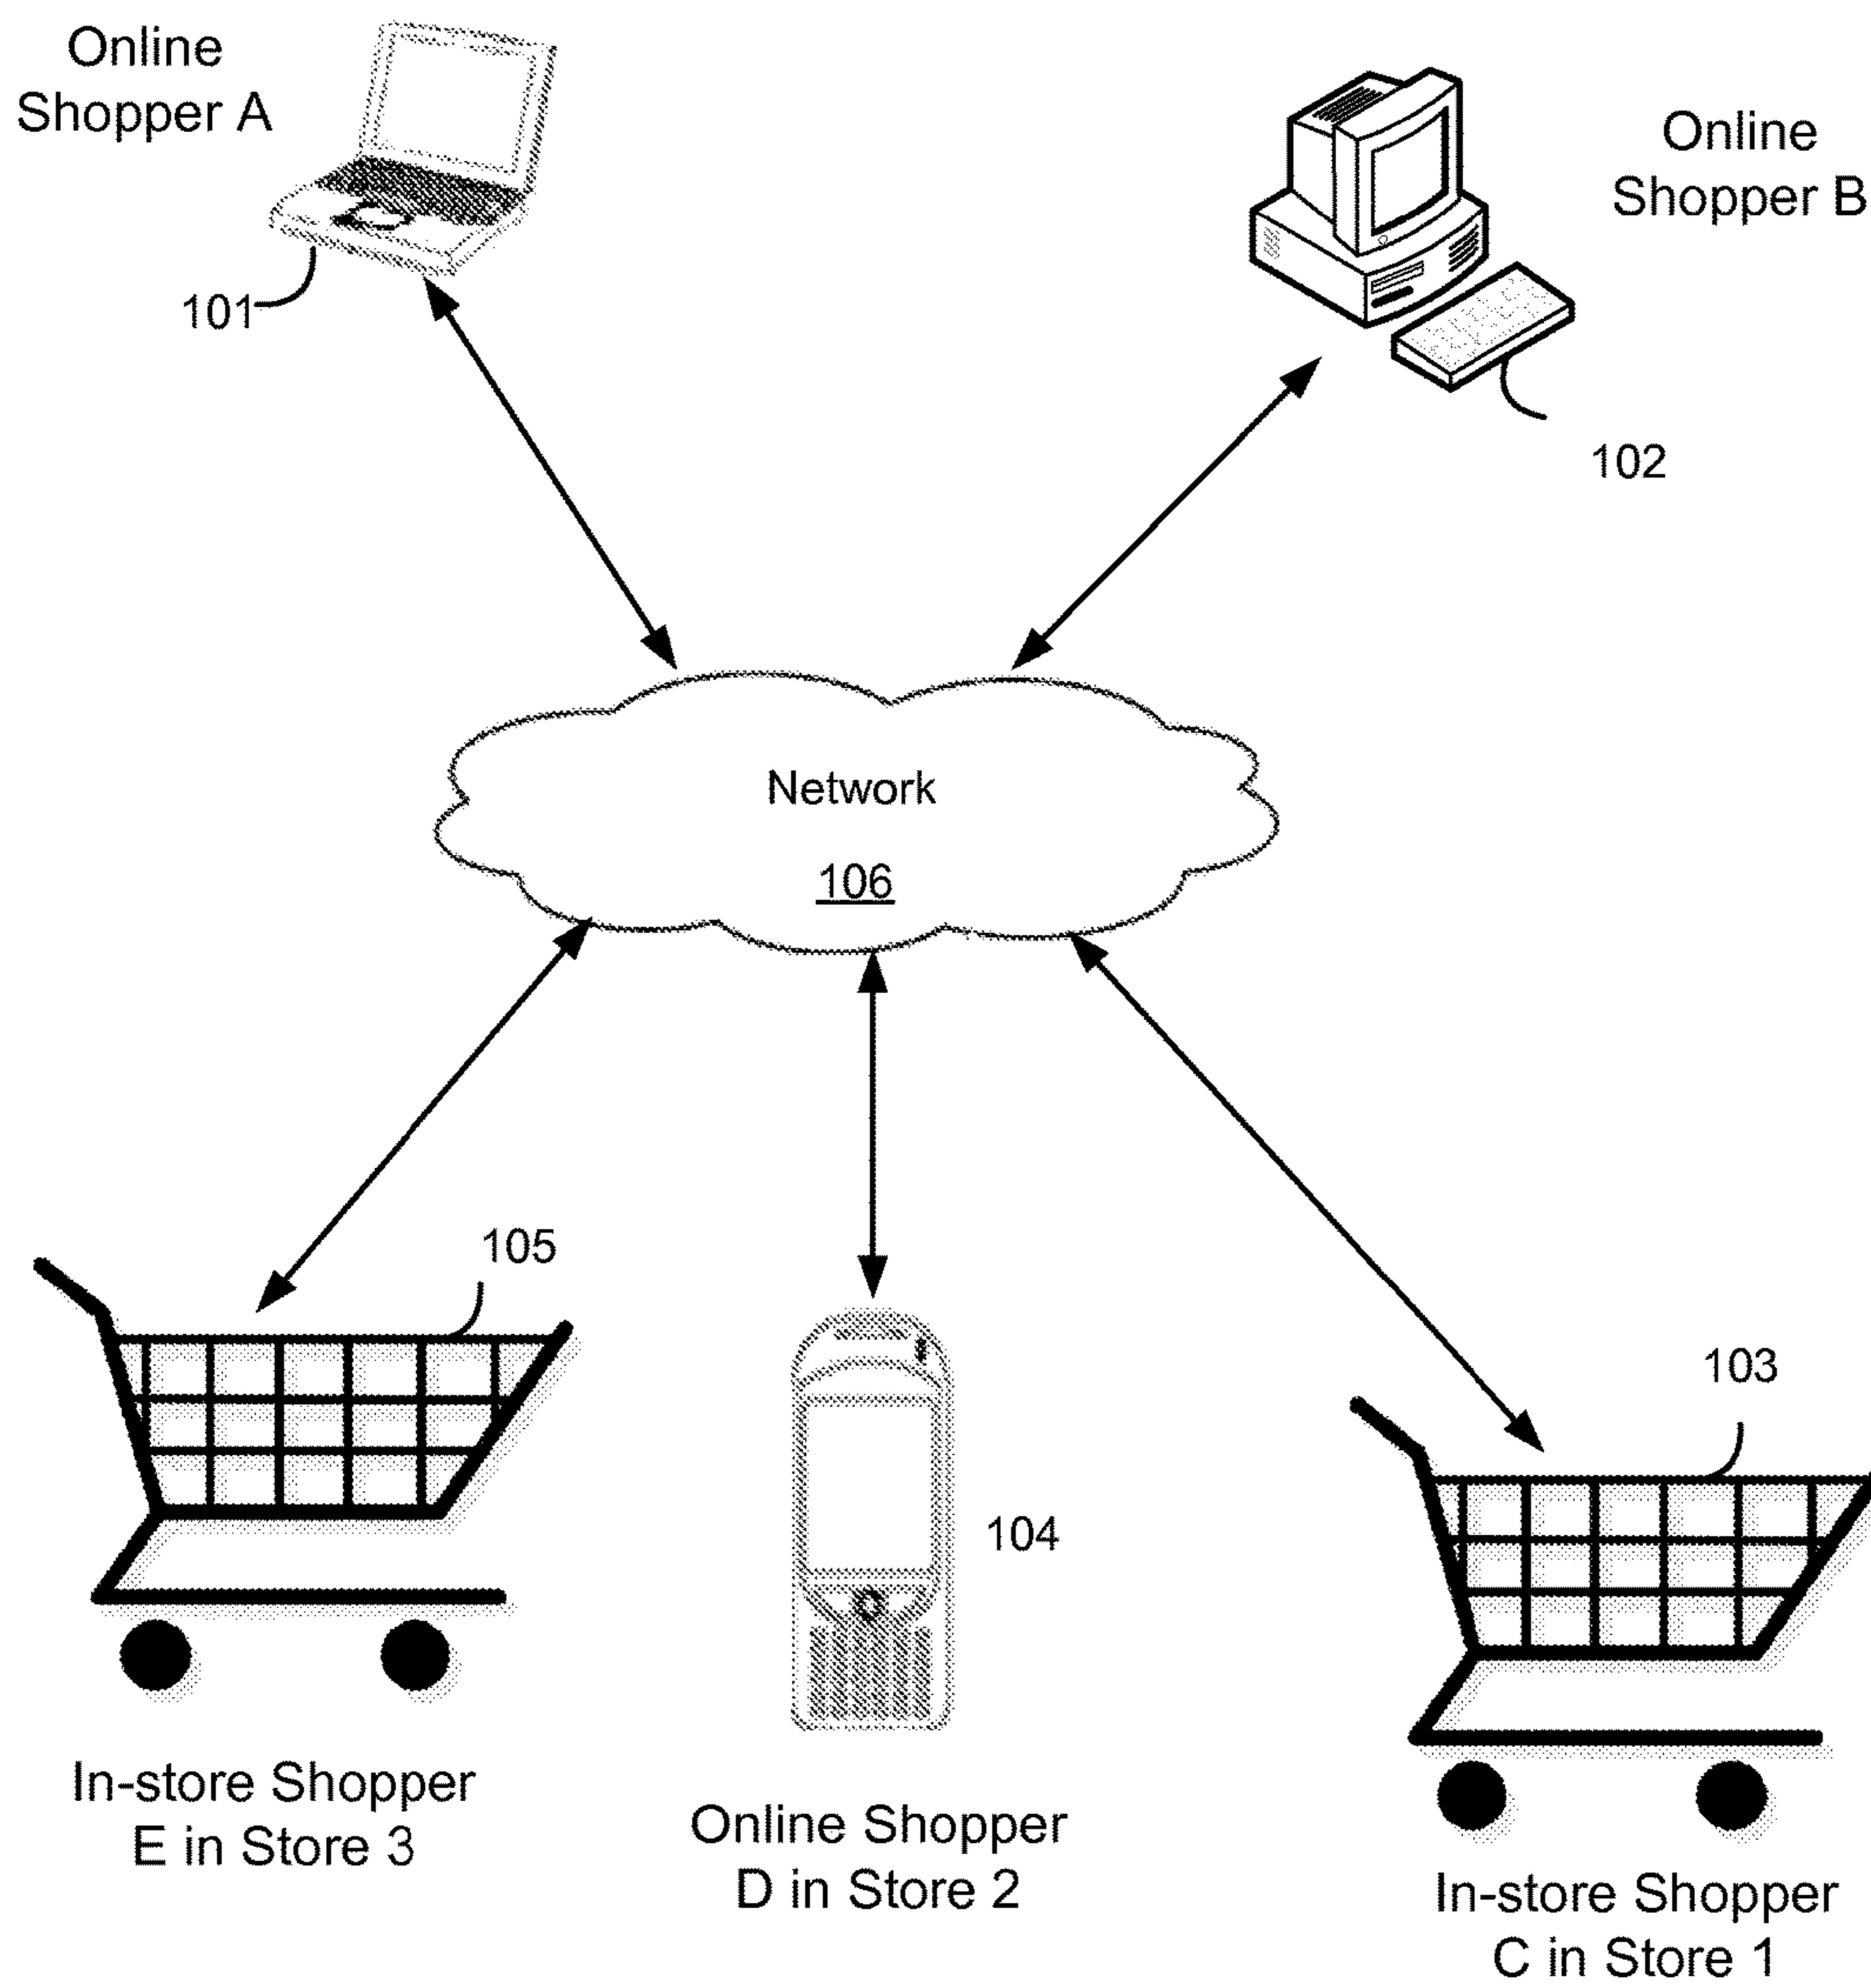 Online
Shopper A
Online
Shopper B
101
102
Network
106
105
103
104
In-store Shopper
E in Store 3
Online Shopper
D in Store 2
In-store Shopper
C in Store 1